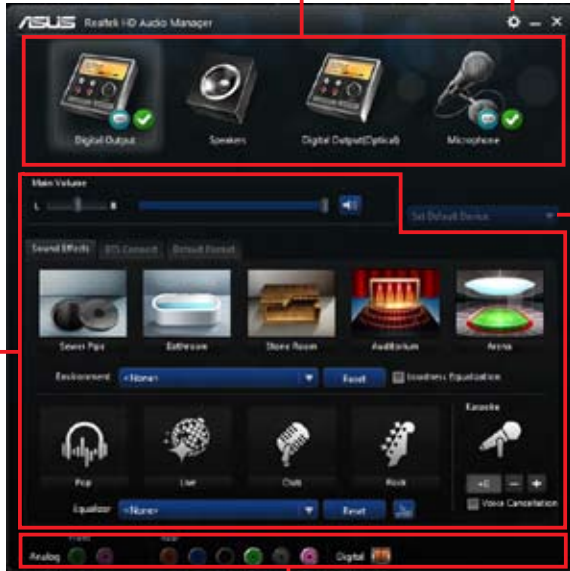 ASUS Realtek HD Audio Manager
Digital Output Speakers Digital Output(Optical) Microphone
Main Volume
L R
Set Default Device
Sound Effects DTS Connect Default Format
Sewer Pipe Bathroom Stone Room Auditorium Arena
Environment <None> Reset Loudness Equalization
Karaoke
Pop Live Club Rock
+0 - +
Equalizer <None> Reset Voice Cancellation
Front Rear
Analog Digital